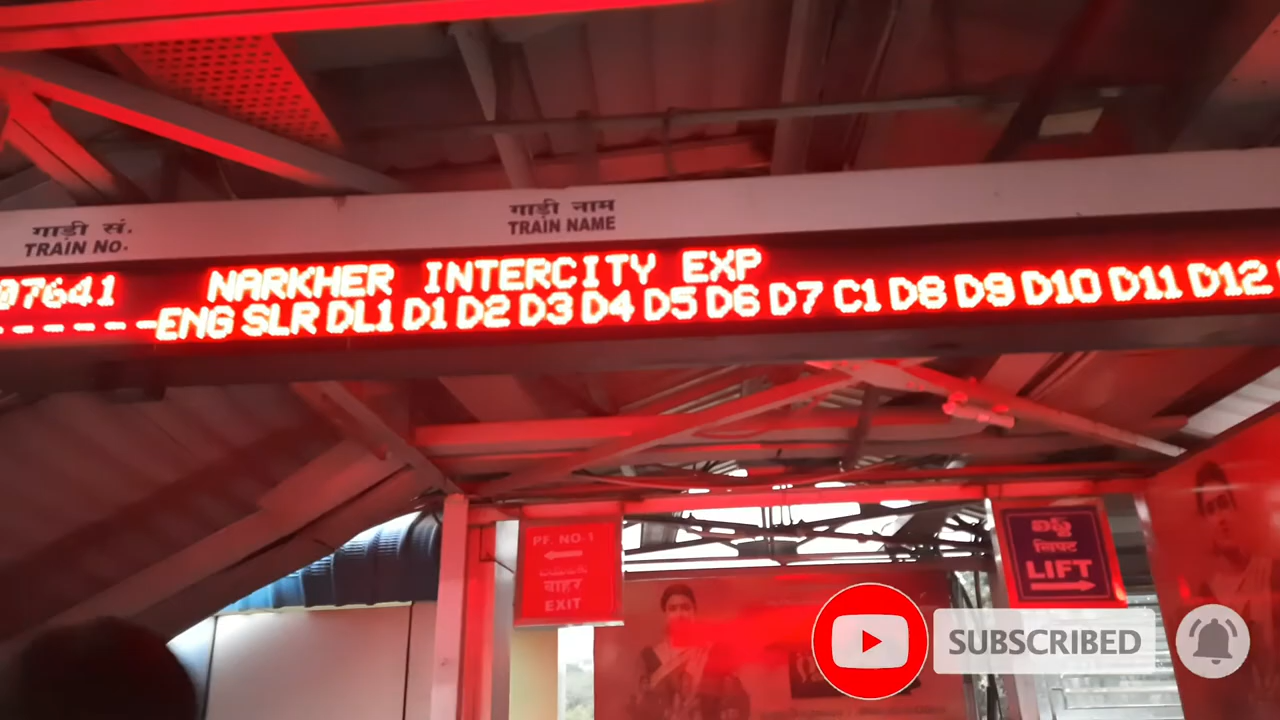 गाड़ी सं.
TRAIN NO.
गाड़ी नाम
TRAIN NAME
07641 NARKHER INTERCITY EXP
------ENG SLR DL1 D1 D2 D3 D4 D5 D6 D7 C1 D8 D9 D10 D11 D12
PF. NO-1
बाहर
EXIT
లిఫ్ట్
लिफ्ट
LIFT
SUBSCRIBED